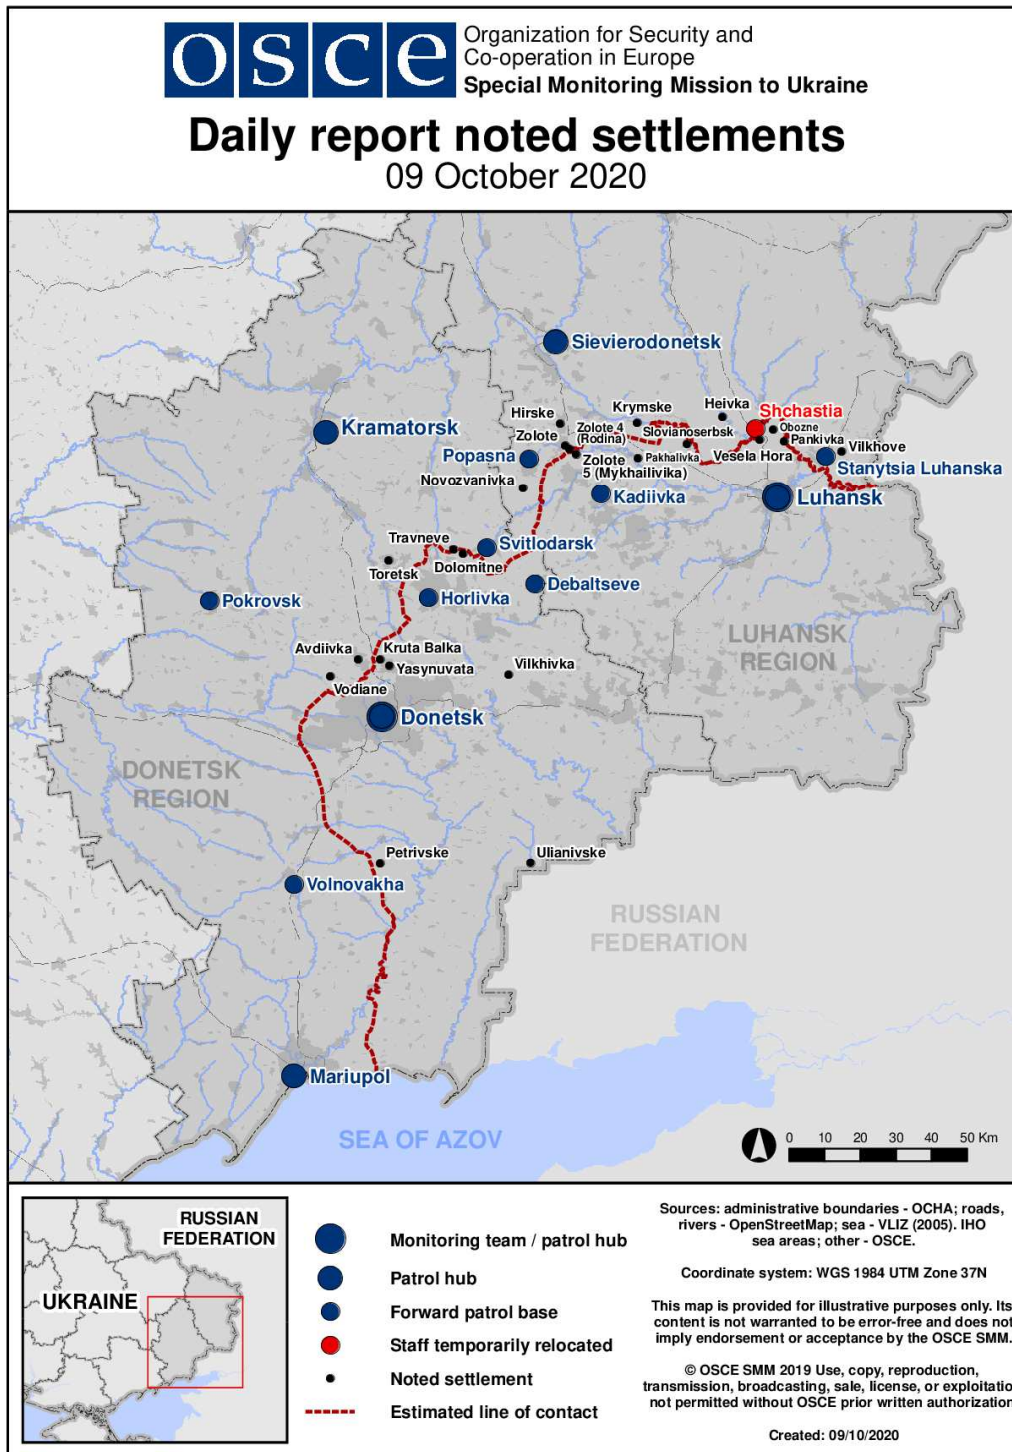 osce
Organization for Security and
Co-operation in Europe
Special Monitoring Mission to Ukraine
Daily report noted settlements
09 October 2020
Sievierodonetsk
Krymske
Heivka
Hirske
Shchastia
Zolote 4
(Rodina)
Slovianoserbsk
Obozne
Kramatorsk
Zolote
Pankivka
Vilkhove
Popasna
Zolote
5 (Mykhailivika)
Pakhalivka
Vesela Hora
Stanytsia Luhanska
Novozvanivka
Kadiivka
Luhansk
Travneve
Svitlodarsk
Toretsk
Dolomitne
Debaltseve
Pokrovsk
Horlivka
LUHANSK
REGION
Avdiivka
Kruta Balka
Yasynuvata
Vilkhivka
Vodiane
Donetsk
DONETSK
REGION
Petrivske
Ulianivske
Volnovakha
RUSSIAN
FEDERATION
Mariupol
SEA OF AZOV
0 10 20 30 40 50 Km
RUSSIAN
FEDERATION
UKRAINE
Monitoring team / patrol hub
Patrol hub
Forward patrol base
Staff temporarily relocated
Noted settlement
Estimated line of contact
Sources: administrative boundaries - OCHA; roads,
rivers - OpenStreetMap; sea - VLIZ (2005). IHO
sea areas; other - OSCE.
Coordinate system: WGS 1984 UTM Zone 37N
This map is provided for illustrative purposes only. Its
content is not warranted to be error-free and does not
imply endorsement or acceptance by the OSCE SMM.
© OSCE SMM 2019 Use, copy, reproduction,
transmission, broadcasting, sale, license, or exploitatio
not permitted without OSCE prior written authorization
Created: 09/10/2020